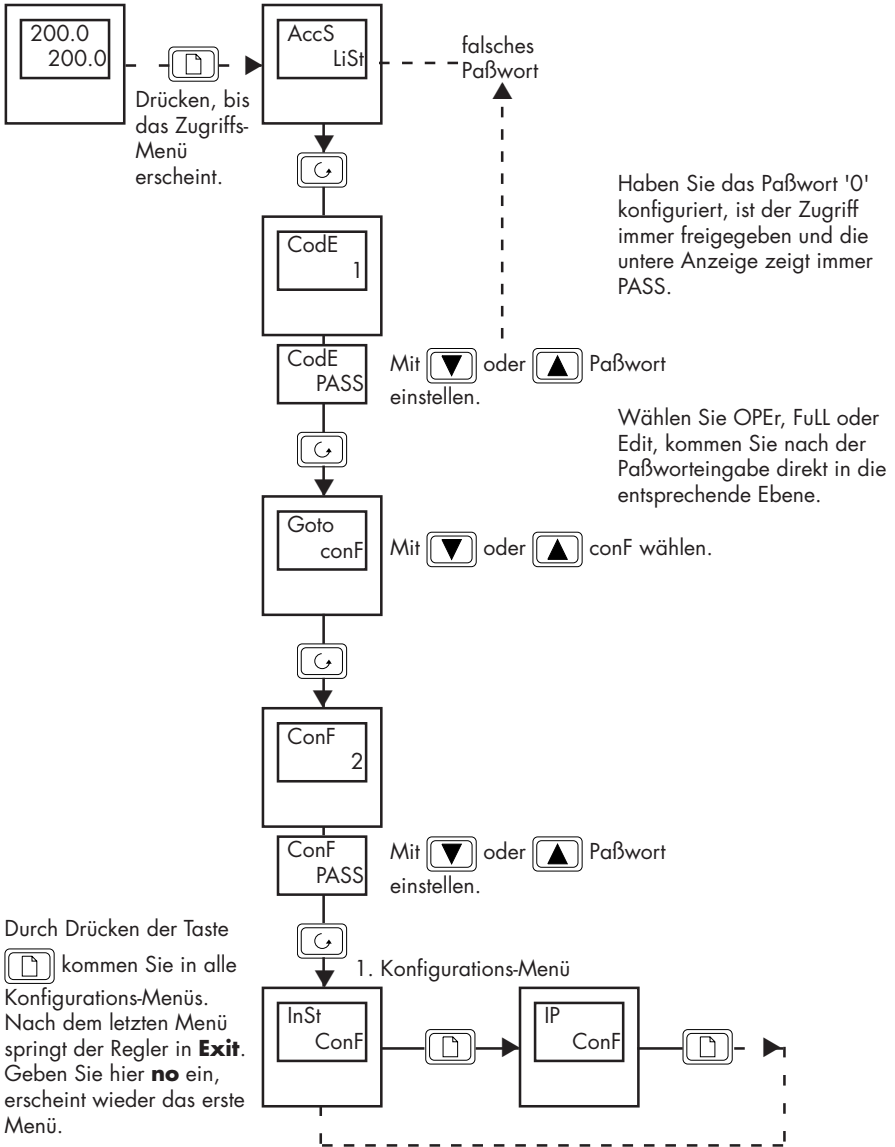 200.0
200.0
AccS
LiSt
falsches
Paßwort
Drücken, bis
das Zugriffs-
Menü
erscheint.
CodE
1
Haben Sie das Paßwort '0'
konfiguriert, ist der Zugriff
immer freigegeben und die
untere Anzeige zeigt immer
PASS.
CodE
PASS
Mit oder Paßwort
einstellen.
Wählen Sie OPEr, FuLL oder
Edit, kommen Sie nach der
Paßworteingabe direkt in die
entsprechende Ebene.
Goto
conF
Mit oder conF wählen.
ConF
2
ConF
PASS
Mit oder Paßwort
einstellen.
Durch Drücken der Taste
kommen Sie in alle
Konfigurations-Menüs.
Nach dem letzten Menü
springt der Regler in Exit.
Geben Sie hier no ein,
erscheint wieder das erste
Menü.
1. Konfigurations-Menü
InSt
ConF
IP
ConF